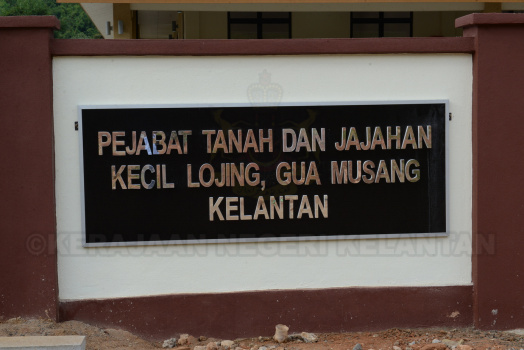 PEJABAT TANAH DAN JAJAHAN
KECIL LOJING, GUA MUSANG
KELANTAN
©KERAJAAN NEGERI KELANTAN